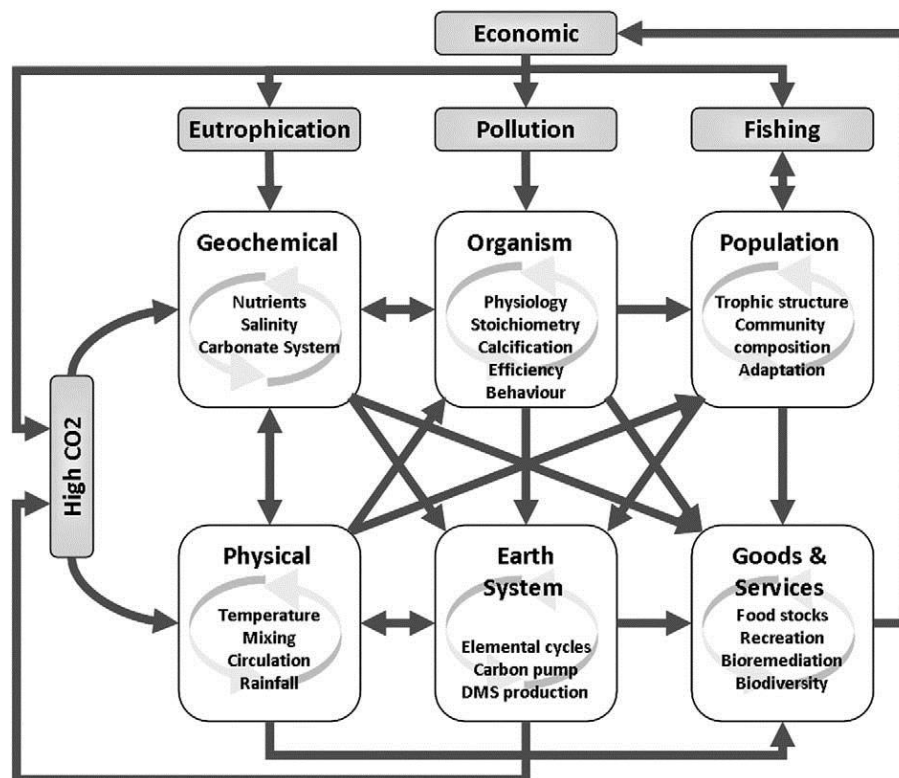 Economic
Eutrophication
Pollution
Fishing
Geochemical
Nutrients
Salinity
Carbonate System
Organism
Physiology
Stoichiometry
Calcification
Efficiency
Behaviour
Population
Trophic structure
Community
composition
Adaptation
High CO2
Physical
Temperature
Mixing
Circulation
Rainfall
Earth
System
Elemental cycles
Carbon pump
DMS production
Goods &
Services
Food stocks
Recreation
Bioremediation
Biodiversity